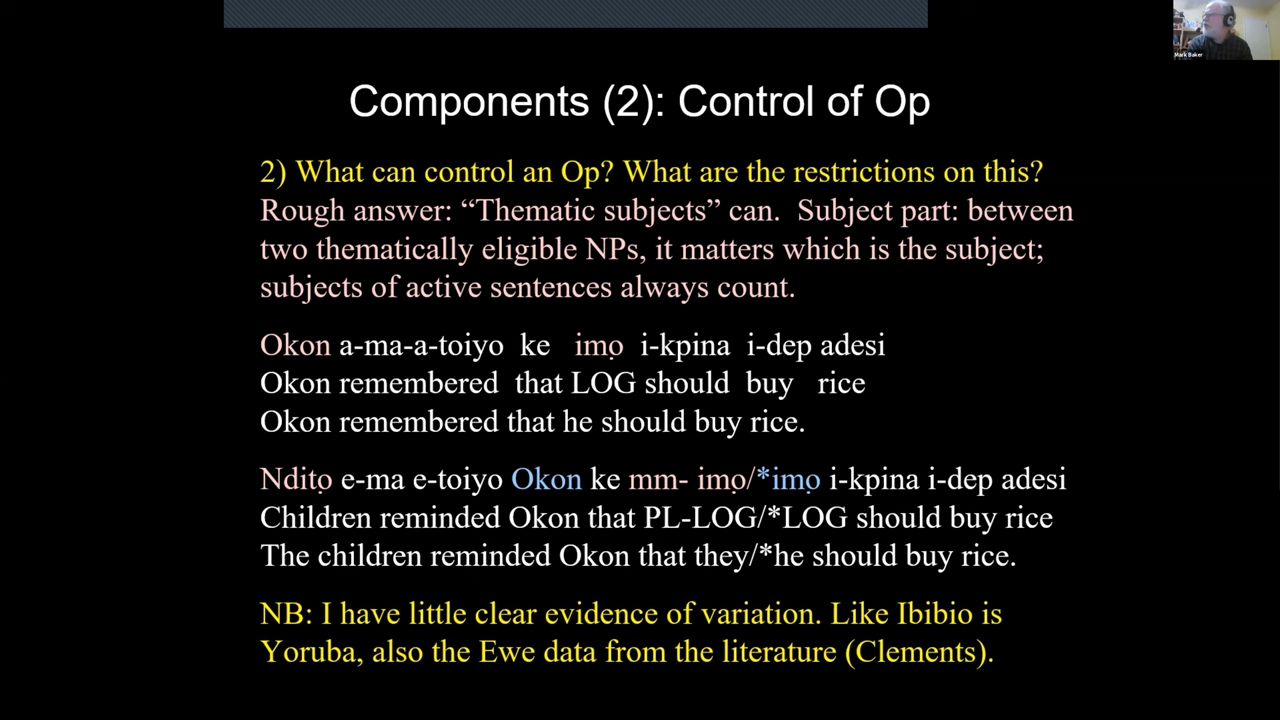 Mark Baker
Components (2): Control of Op
2) What can control an Op? What are the restrictions on this?
Rough answer: “Thematic subjects” can. Subject part: between
two thematically eligible NPs, it matters which is the subject;
subjects of active sentences always count.
Okon a-ma-a-toiyo ke imọ i-kpina i-dep adesi
Okon remembered that LOG should buy rice
Okon remembered that he should buy rice.
Nditọ e-ma e-toiyo Okon ke mm- imọ/*imọ i-kpina i-dep adesi
Children reminded Okon that PL-LOG/*LOG should buy rice
The children reminded Okon that they/*he should buy rice.
NB: I have little clear evidence of variation. Like Ibibio is
Yoruba, also the Ewe data from the literature (Clements).